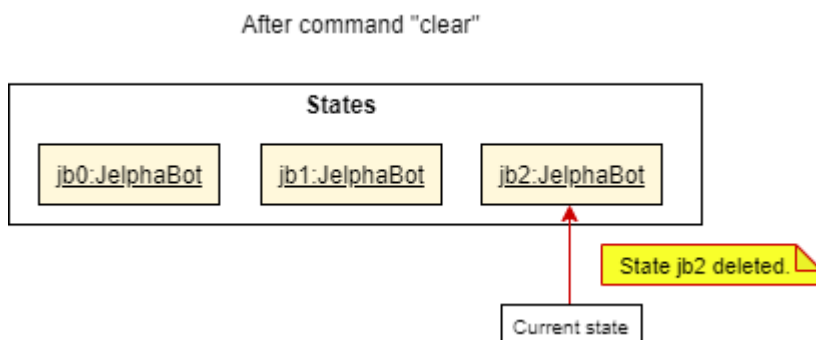 After command "clear"
States
jb0:JelphaBot
jb1:JelphaBot
jb2:JelphaBot
State jb2 deleted.
Current state